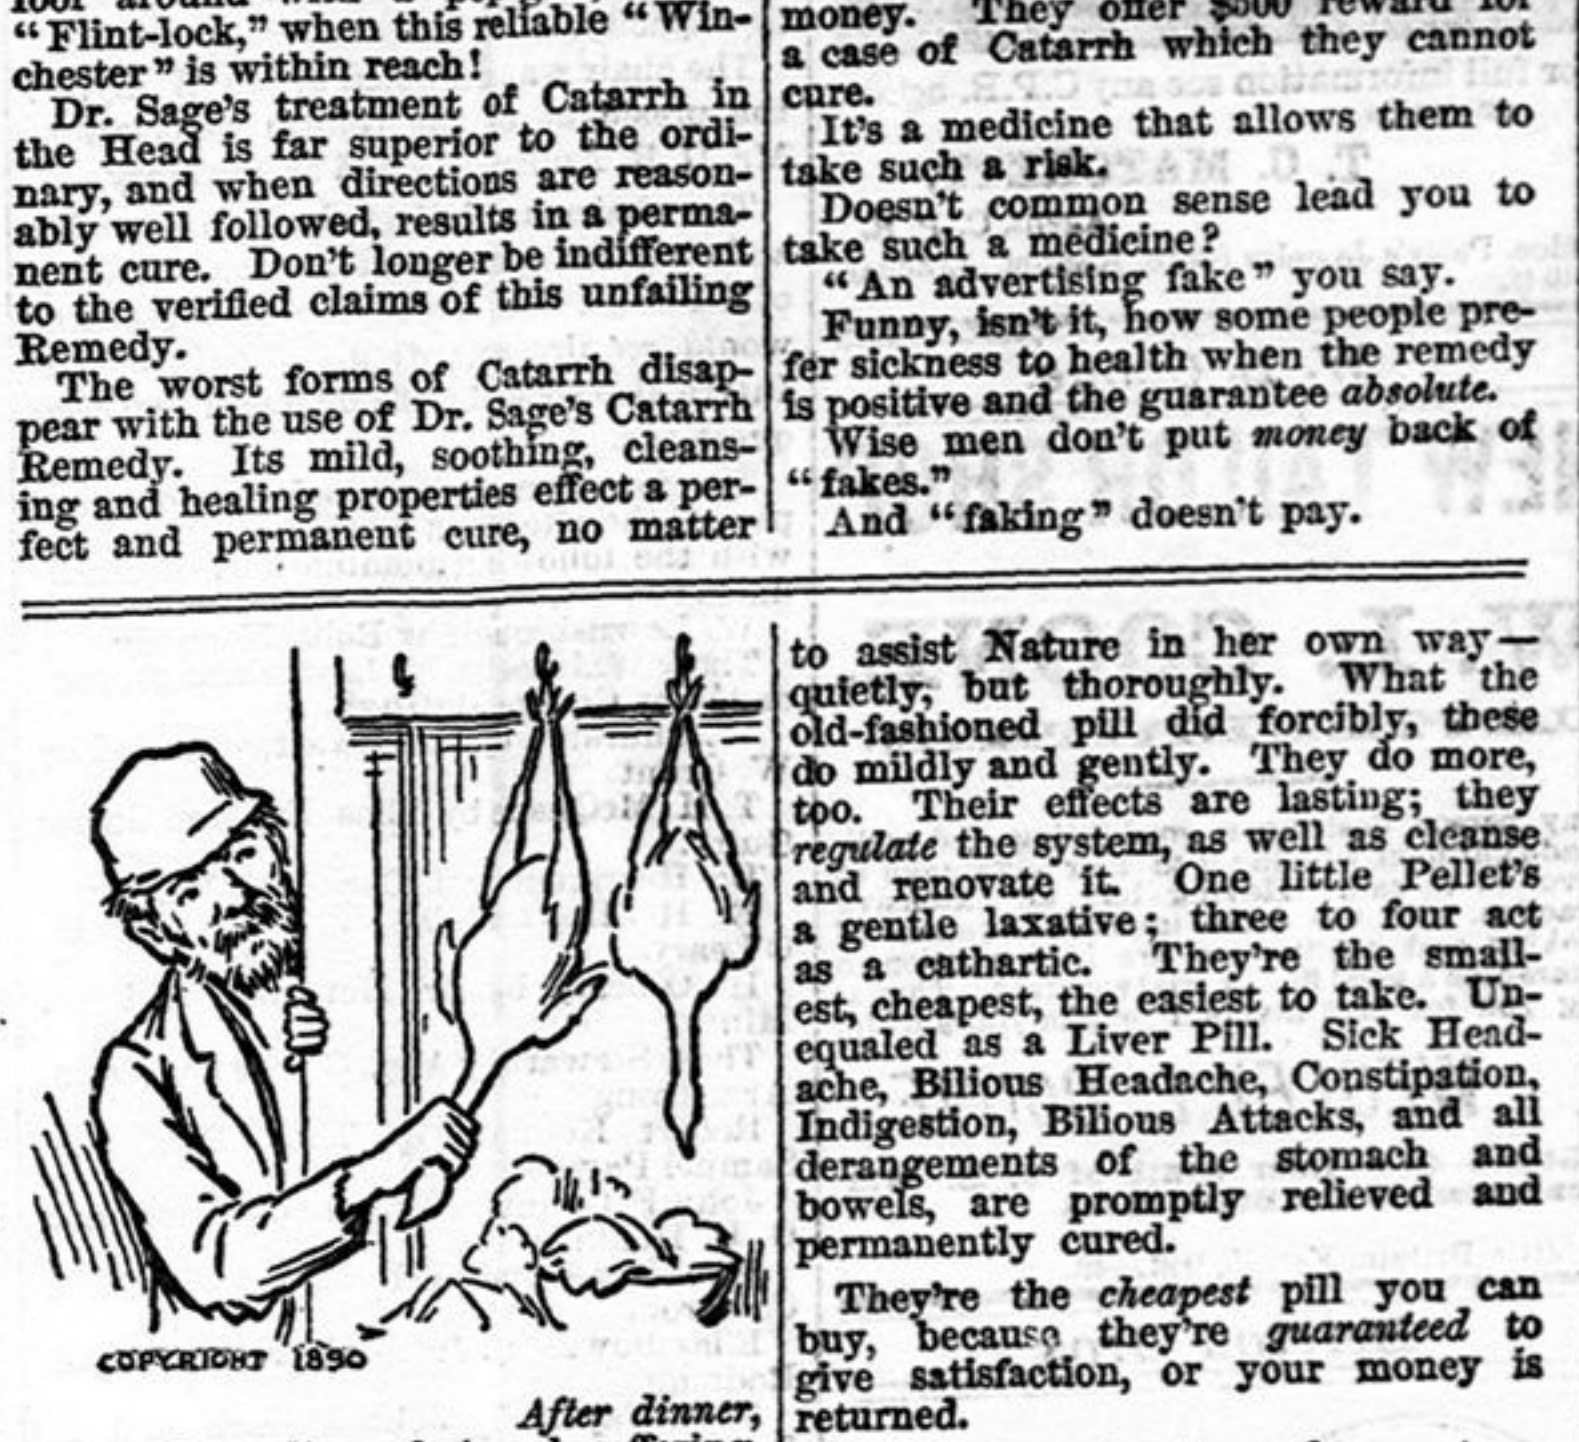 "Flint-lock," when this reliable "Win-
chester" is within reach!
Dr. Sage's treatment of Catarrh in
the Head is far superior to the ordi-
nary, and when directions are reason-
ably well followed, results in a perma-
nent cure. Don't longer be indifferent
to the verified claims of this unfailing
Remedy.
The worst forms of Catarrh disap-
pear with the use of Dr. Sage's Catarrh
Remedy. Its mild, soothing, cleans-
ing and healing properties effect a per-
fect and permanent cure, no matter
money. They offer $500 reward for
a case of Catarrh which they cannot
cure.
It's a medicine that allows them to
take such a risk.
Doesn't common sense lead you to
take such a medicine?
"An advertising fake" you say.
Funny, isn't it, how some people pre-
fer sickness to health when the remedy
is positive and the guarantee absolute.
Wise men don't put money back of
"fakes."
And "faking" doesn't pay.
COPYRIGHT 1890
After dinner,
to assist Nature in her own way—
quietly, but thoroughly. What the
old-fashioned pill did forcibly, these
do mildly and gently. They do more,
too. Their effects are lasting; they
regulate the system, as well as cleanse
and renovate it. One little Pellet's
a gentle laxative; three to four act
as a cathartic. They're the small-
est, cheapest, the easiest to take. Un-
equaled as a Liver Pill. Sick Head-
ache, Bilious Headache, Constipation,
Indigestion, Bilious Attacks, and all
derangements of the stomach and
bowels, are promptly relieved and
permanently cured.
They're the cheapest pill you can
buy, because they're guaranteed to
give satisfaction, or your money is
returned.